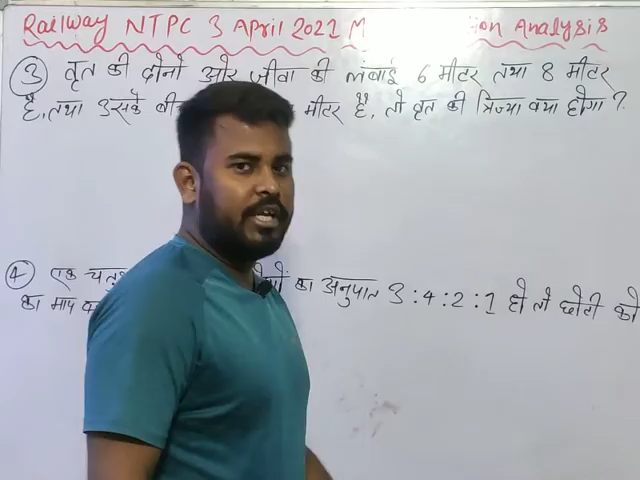 Railway NTPC 3 April 2021 M on Analysis
③ वृत की दोनो ओर जीवा की लंबाई 6 मीटर तथा 8 मीटर
है, तथा उसके बी मीटर है, तो वृत की त्रिज्या क्या होगा ?
④ एक चतु का अनुपात 3 : 4 : 2 : 1 हो तो छोटी को
का माप